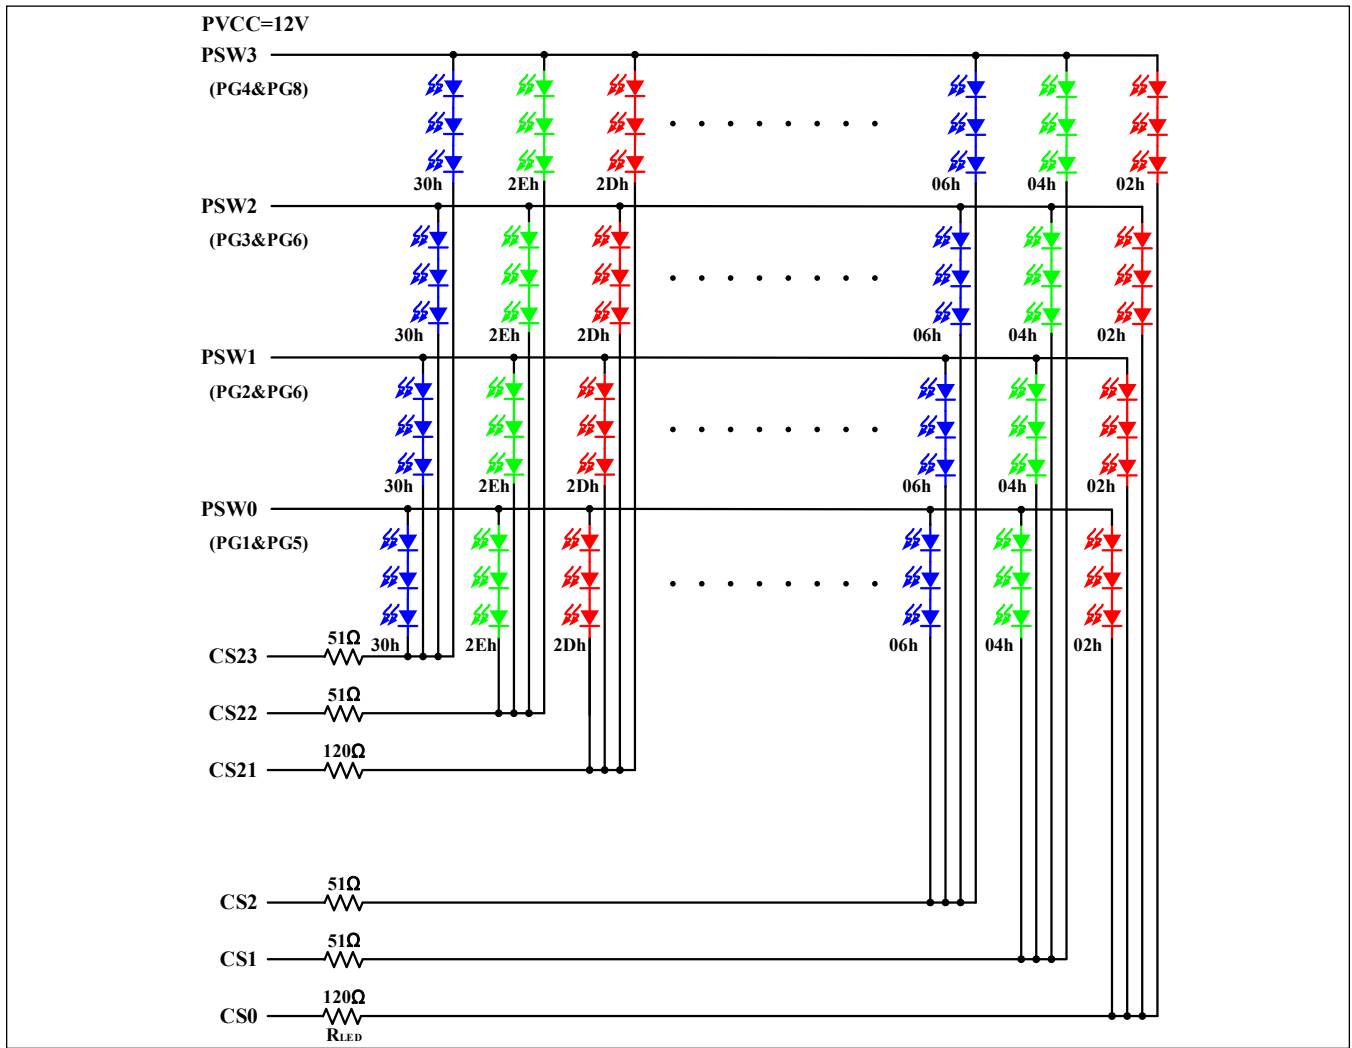 PVCC=12V
PSW3
(PG4&PG8)
30h 2Eh 2Dh 06h 04h 02h
PSW2
(PG3&PG6)
30h 2Eh 2Dh 06h 04h 02h
PSW1
(PG2&PG6)
30h 2Eh 2Dh 06h 04h 02h
PSW0
(PG1&PG5)
30h 2Eh 2Dh 06h 04h 02h
51Ω
CS23
51Ω
CS22
120Ω
CS21
51Ω
CS2
51Ω
CS1
120Ω
CS0
RLED